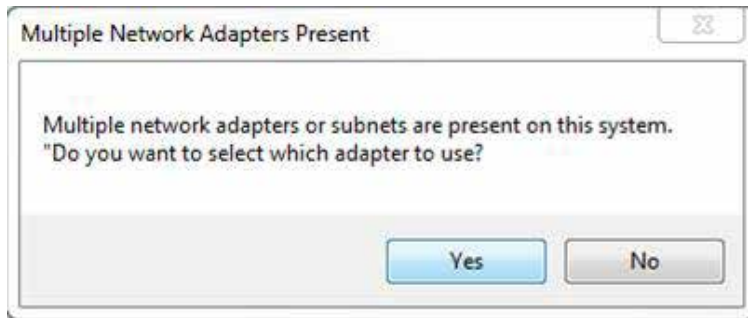 Multiple Network Adapters Present
Multiple network adapters or subnets are present on this system.
"Do you want to select which adapter to use?
Yes
No